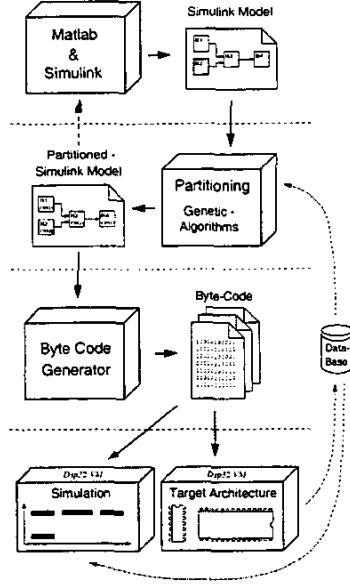 Simulink Model
Matlab
&
Simulink
Partitioned -
Simulink Model
Partitioning
Genetic -
Algorithms
Byte-Code
Byte Code
Generator
Data-
Base
Dsp32 VM
Simulation
Dsp32 VM
Target Architecture